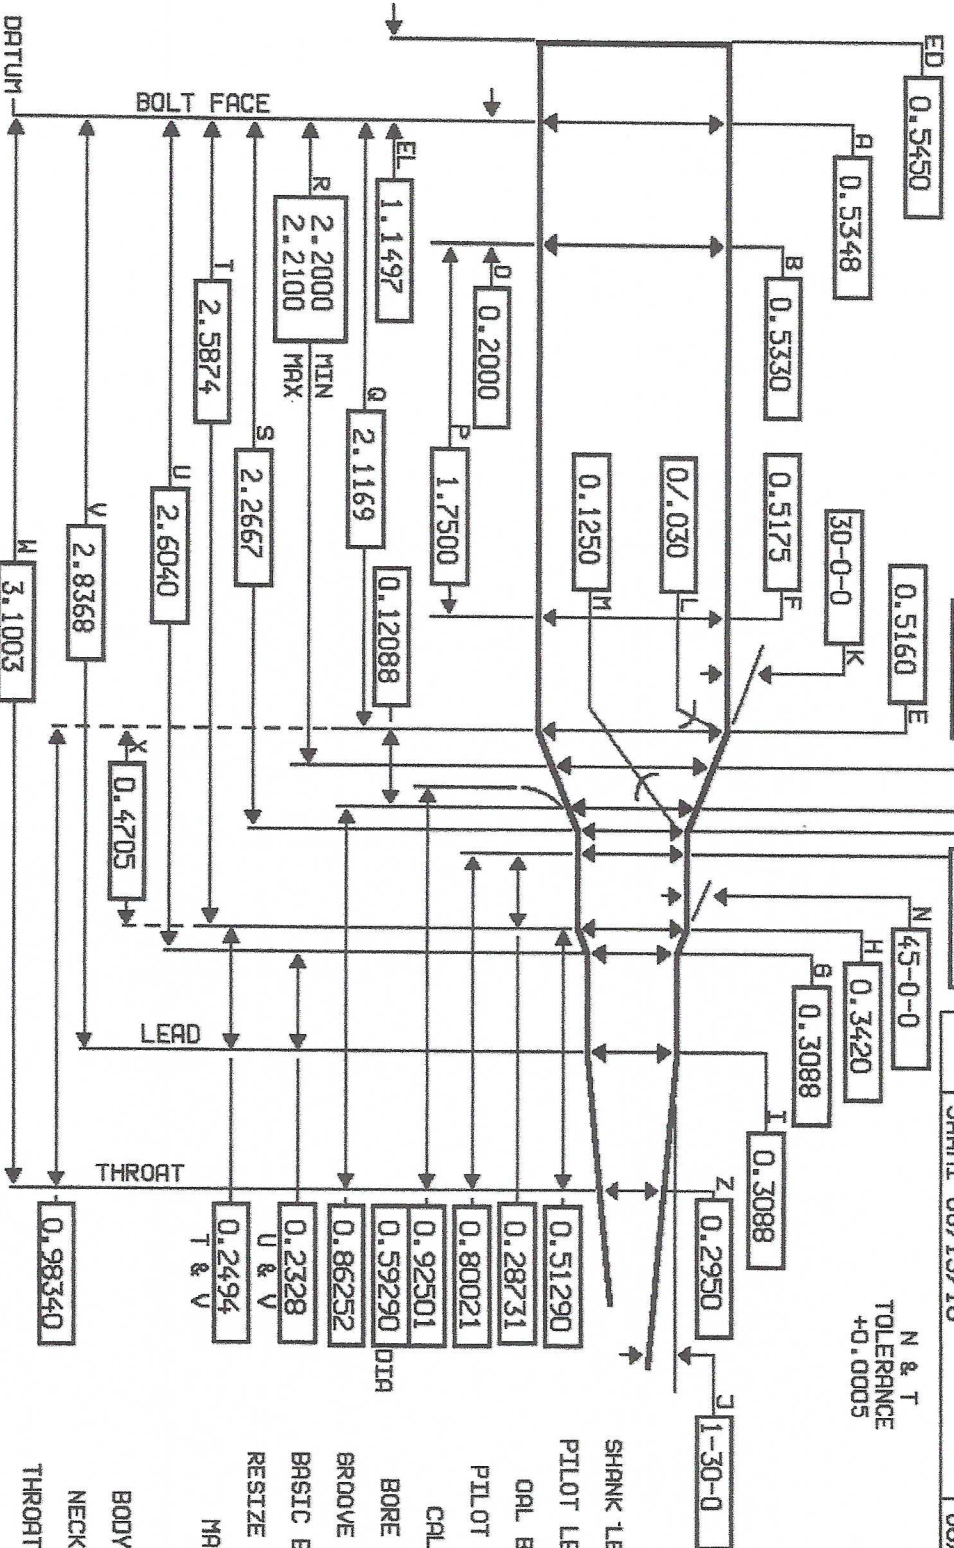 ED
0.5450
A
0.5348
B
0.5330
0.5175
F
30-0-0
K
0.5160
E
N
45-0-0
H
0.3420
G
0.3088
I
0.3088
Z
0.2950
J
1-30-0
N & T
TOLERANCE
+0.0005
0/.030
L
0.1250
M
DATUM
BOLT FACE
EL
1.1497
D
0.2000
P
1.7500
R
2.2000 MIN
2.2100 MAX
Q
2.1169
0.12088
T
2.5874
S
2.2667
U
2.6040
V
2.8368
W
3.1003
X
0.4705
LEAD
THROAT
0.51290
0.28731
0.80021
0.92501
0.59290 DIA
0.86252
0.2328
U & V
0.2494
T & V
0.98340
SHANK LE
PILOT LE
OAL B
PILOT
CAL
BORE
GROOVE
BASIC B
RESIZE
MA
BODY
NECK
THROAT